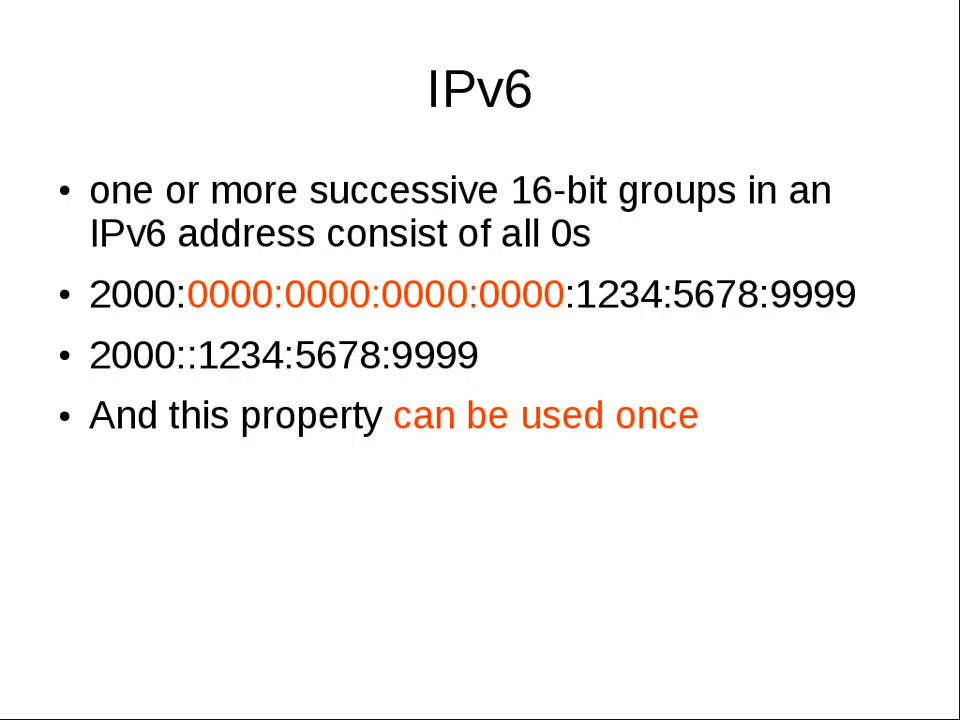 IPv6
• one or more successive 16-bit groups in an
IPv6 address consist of all 0s
• 2000:0000:0000:0000:0000:1234:5678:9999
• 2000::1234:5678:9999
• And this property can be used once